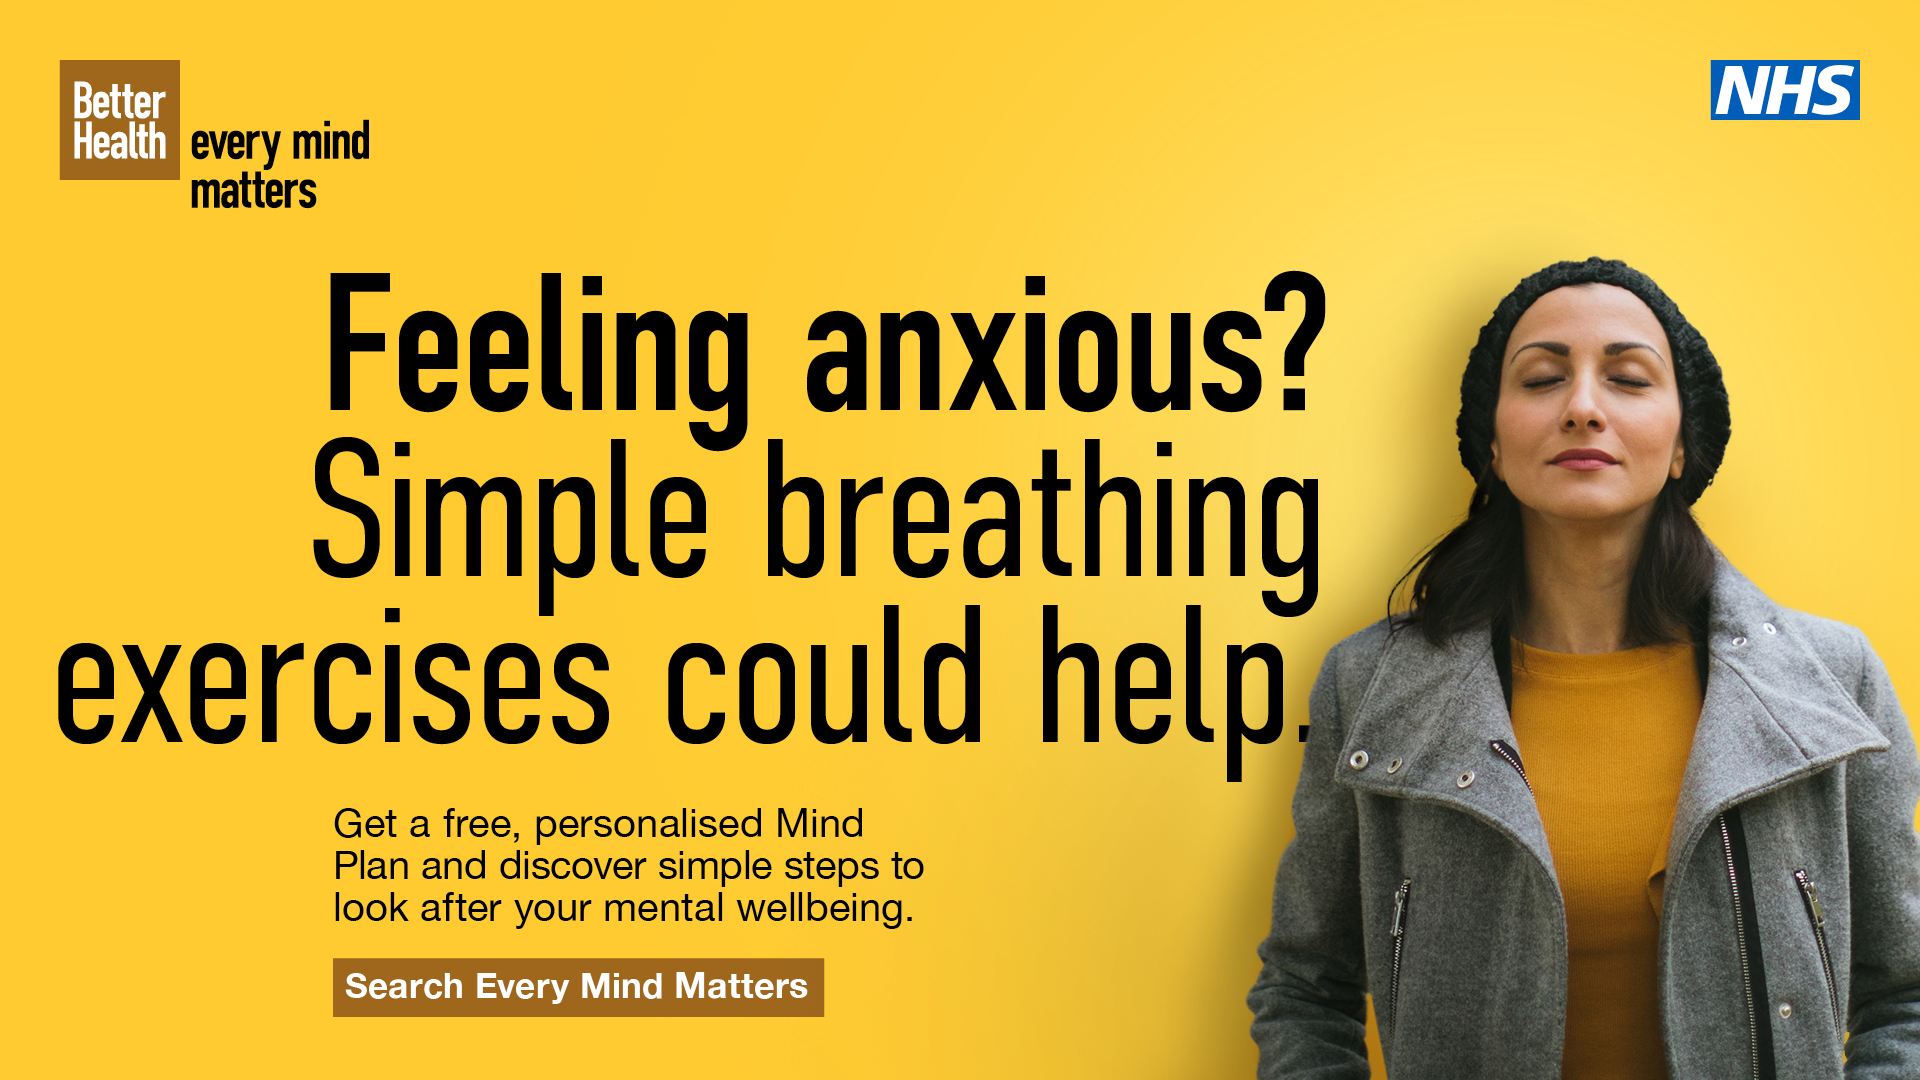 Better
Health
every mind
matters
NHS
Feeling anxious?
Simple breathing
exercises could help.
Get a free, personalised Mind
Plan and discover simple steps to
look after your mental wellbeing.
Search Every Mind Matters